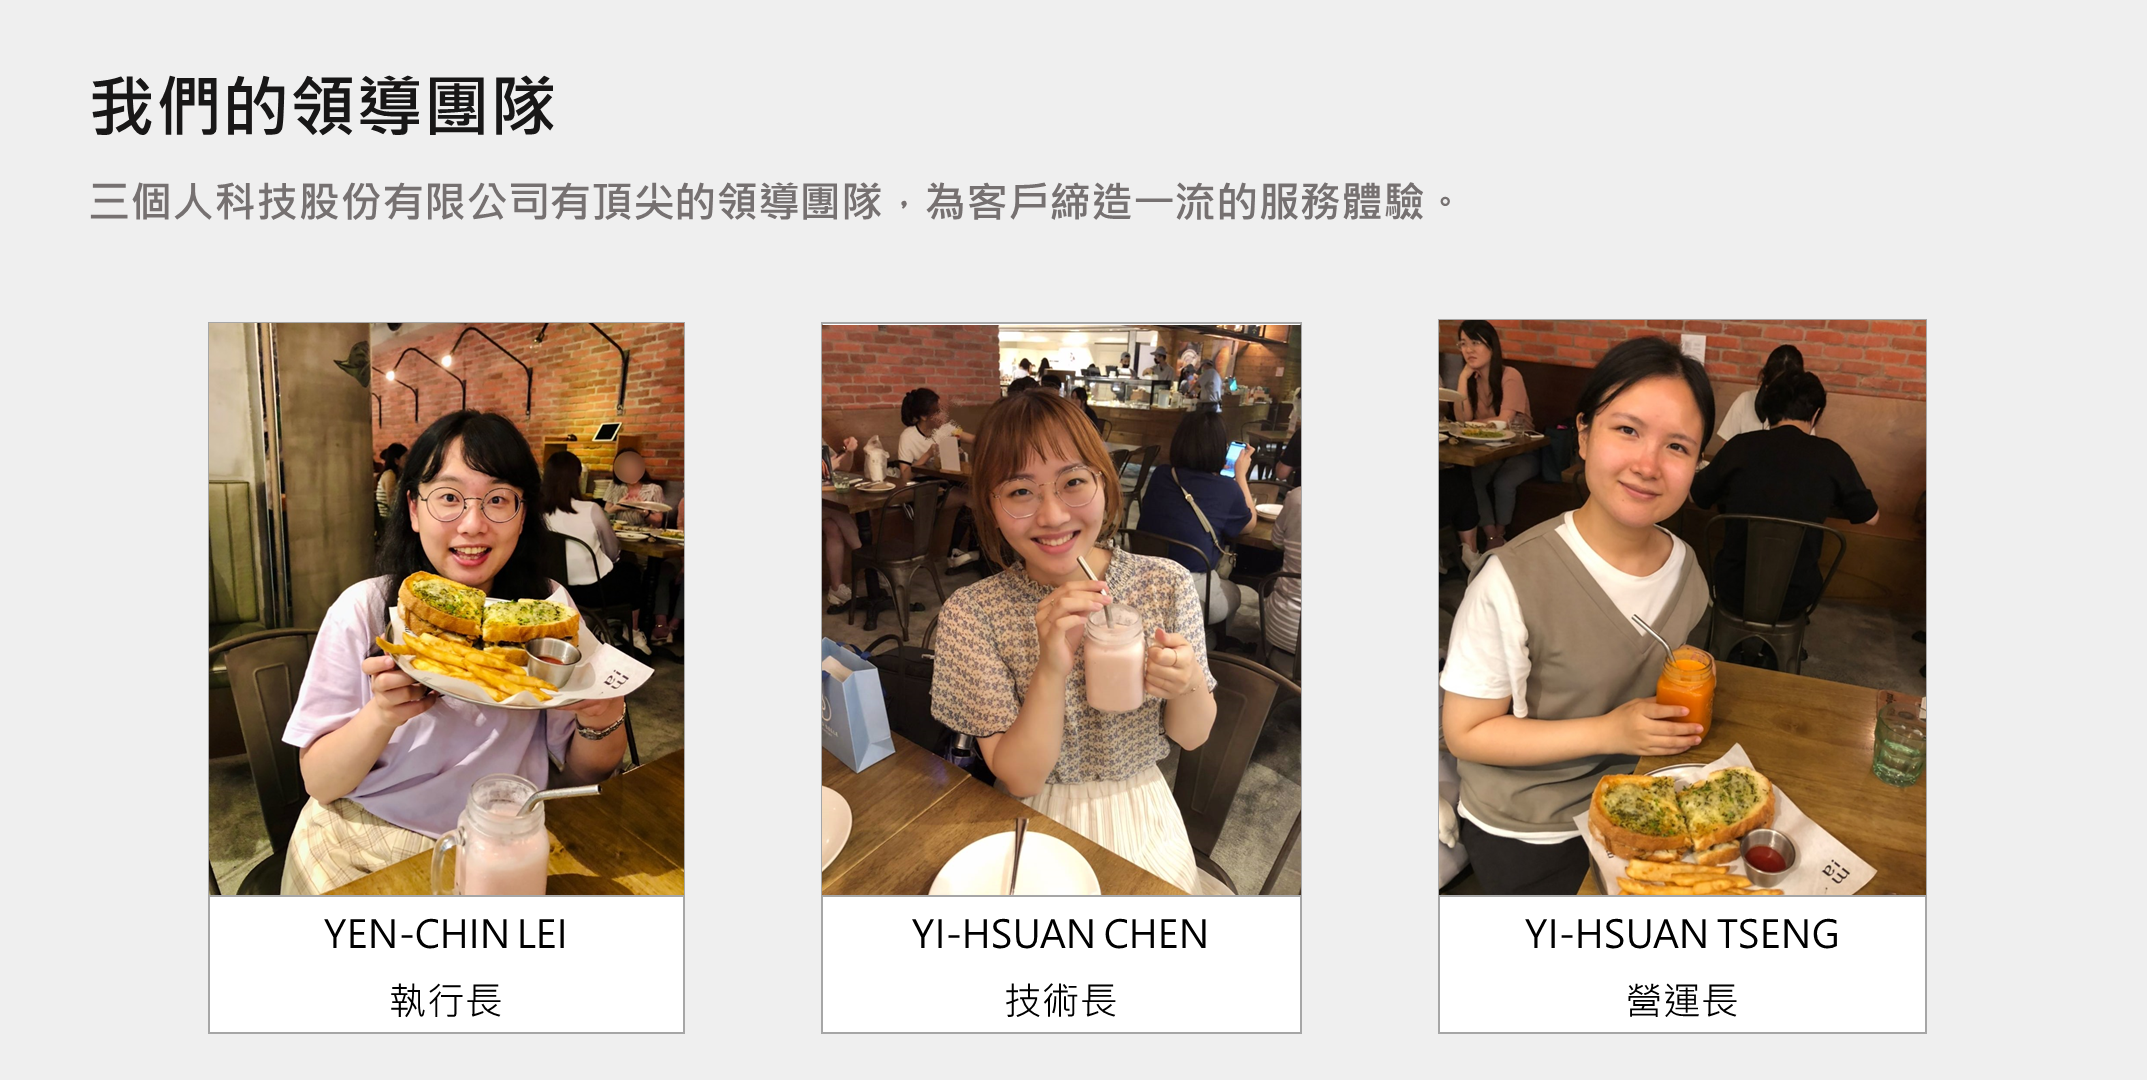 我們的領導團隊
三個人科技股份有限公司有頂尖的領導團隊，為客戶締造一流的服務體驗。
YEN-CHIN LEI
執行長
YI-HSUAN CHEN
技術長
YI-HSUAN TSENG
營運長